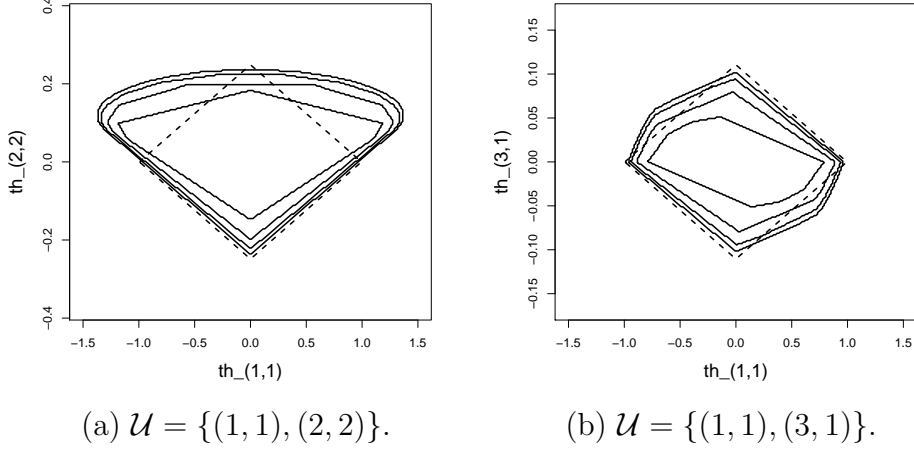 0.4
0.2
0.0
−0.2
−0.4
th_(2,2)
−1.5 −1.0 −0.5 0.0 0.5 1.0 1.5
th_(1,1)
(a) 𝒰 = {(1, 1), (2, 2)}.
0.15
0.10
0.05
0.00
−0.05
−0.10
−0.15
th_(3,1)
−1.5 −1.0 −0.5 0.0 0.5 1.0 1.5
th_(1,1)
(b) 𝒰 = {(1, 1), (3, 1)}.